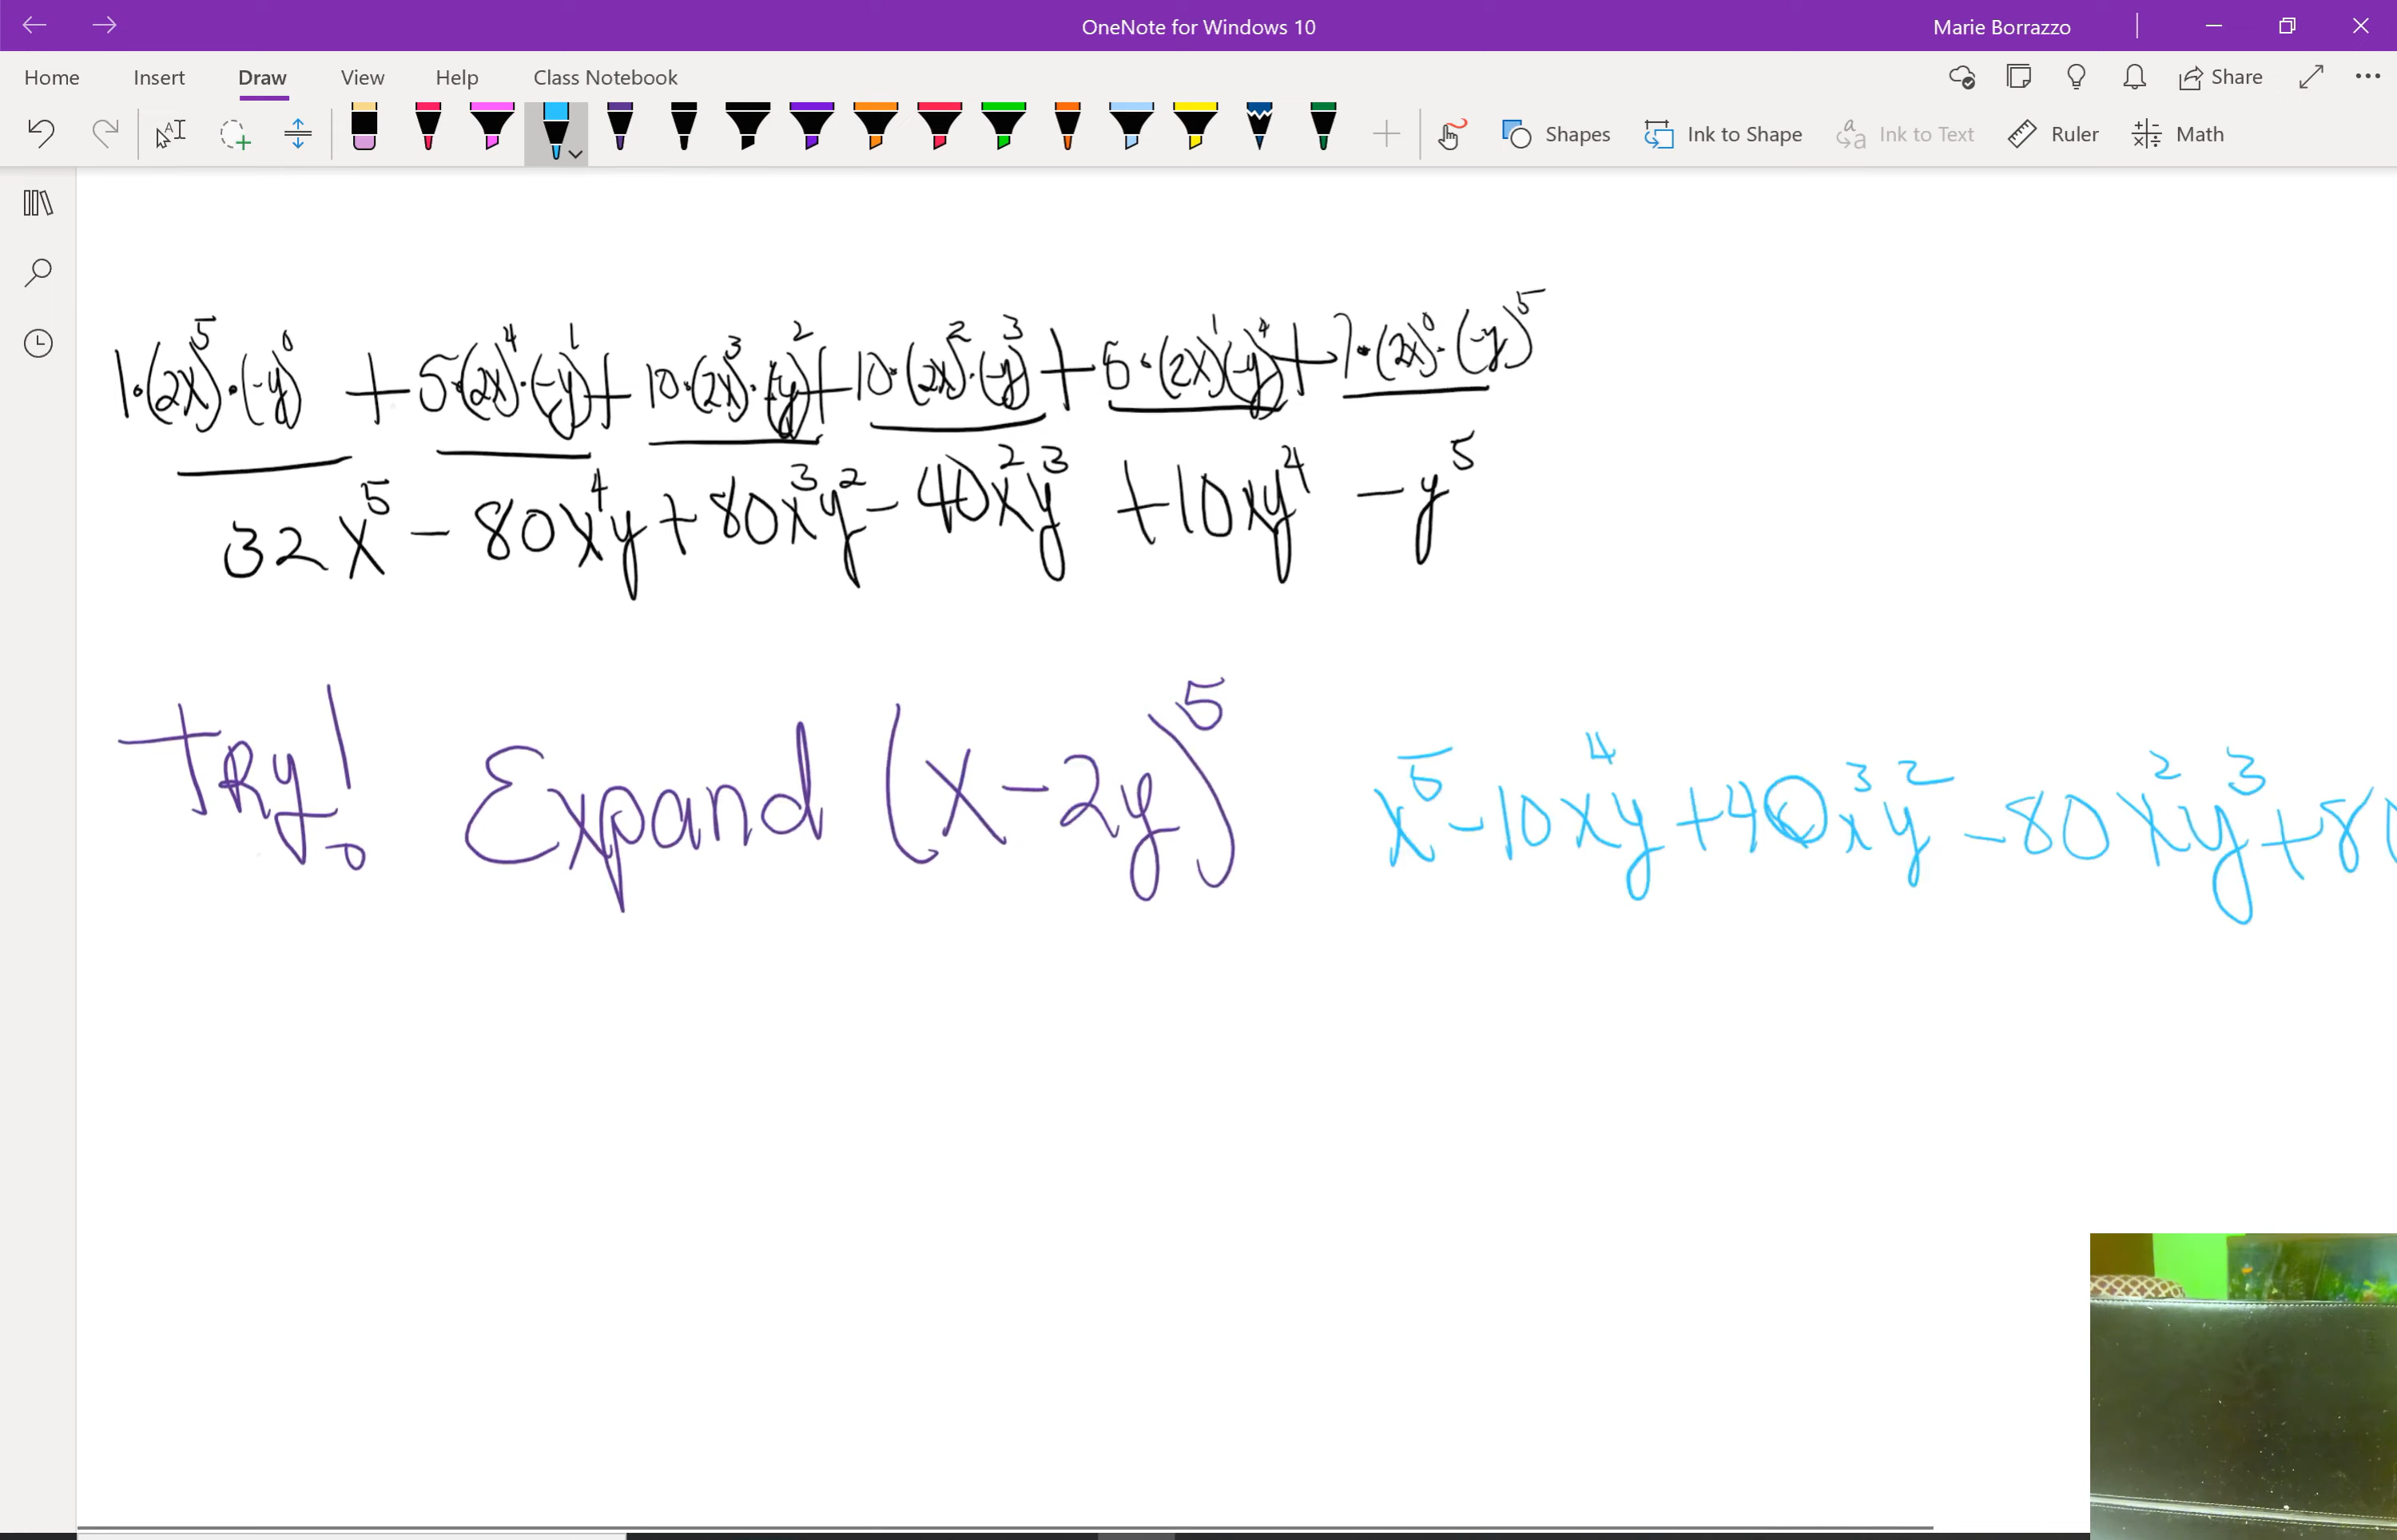 OneNote for Windows 10
Marie Borrazzo
Home Insert Draw View Help Class Notebook Share
Shapes Ink to Shape Ink to Text Ruler Math
1·(2x)⁵·(-y)⁰ + 5·(2x)⁴·(-y)¹ + 10·(2x)³·(-y)² + 10·(2x)²·(-y)³ + 5·(2x)¹(-y)⁴ + 1·(2x)⁰·(-y)⁵
32x⁵ - 80x⁴y + 80x³y² - 40x²y³ + 10xy⁴ - y⁵
TRy! Expand (x-2y)⁵ x⁵ - 10x⁴y + 40x³y² - 80x²y³ + 80